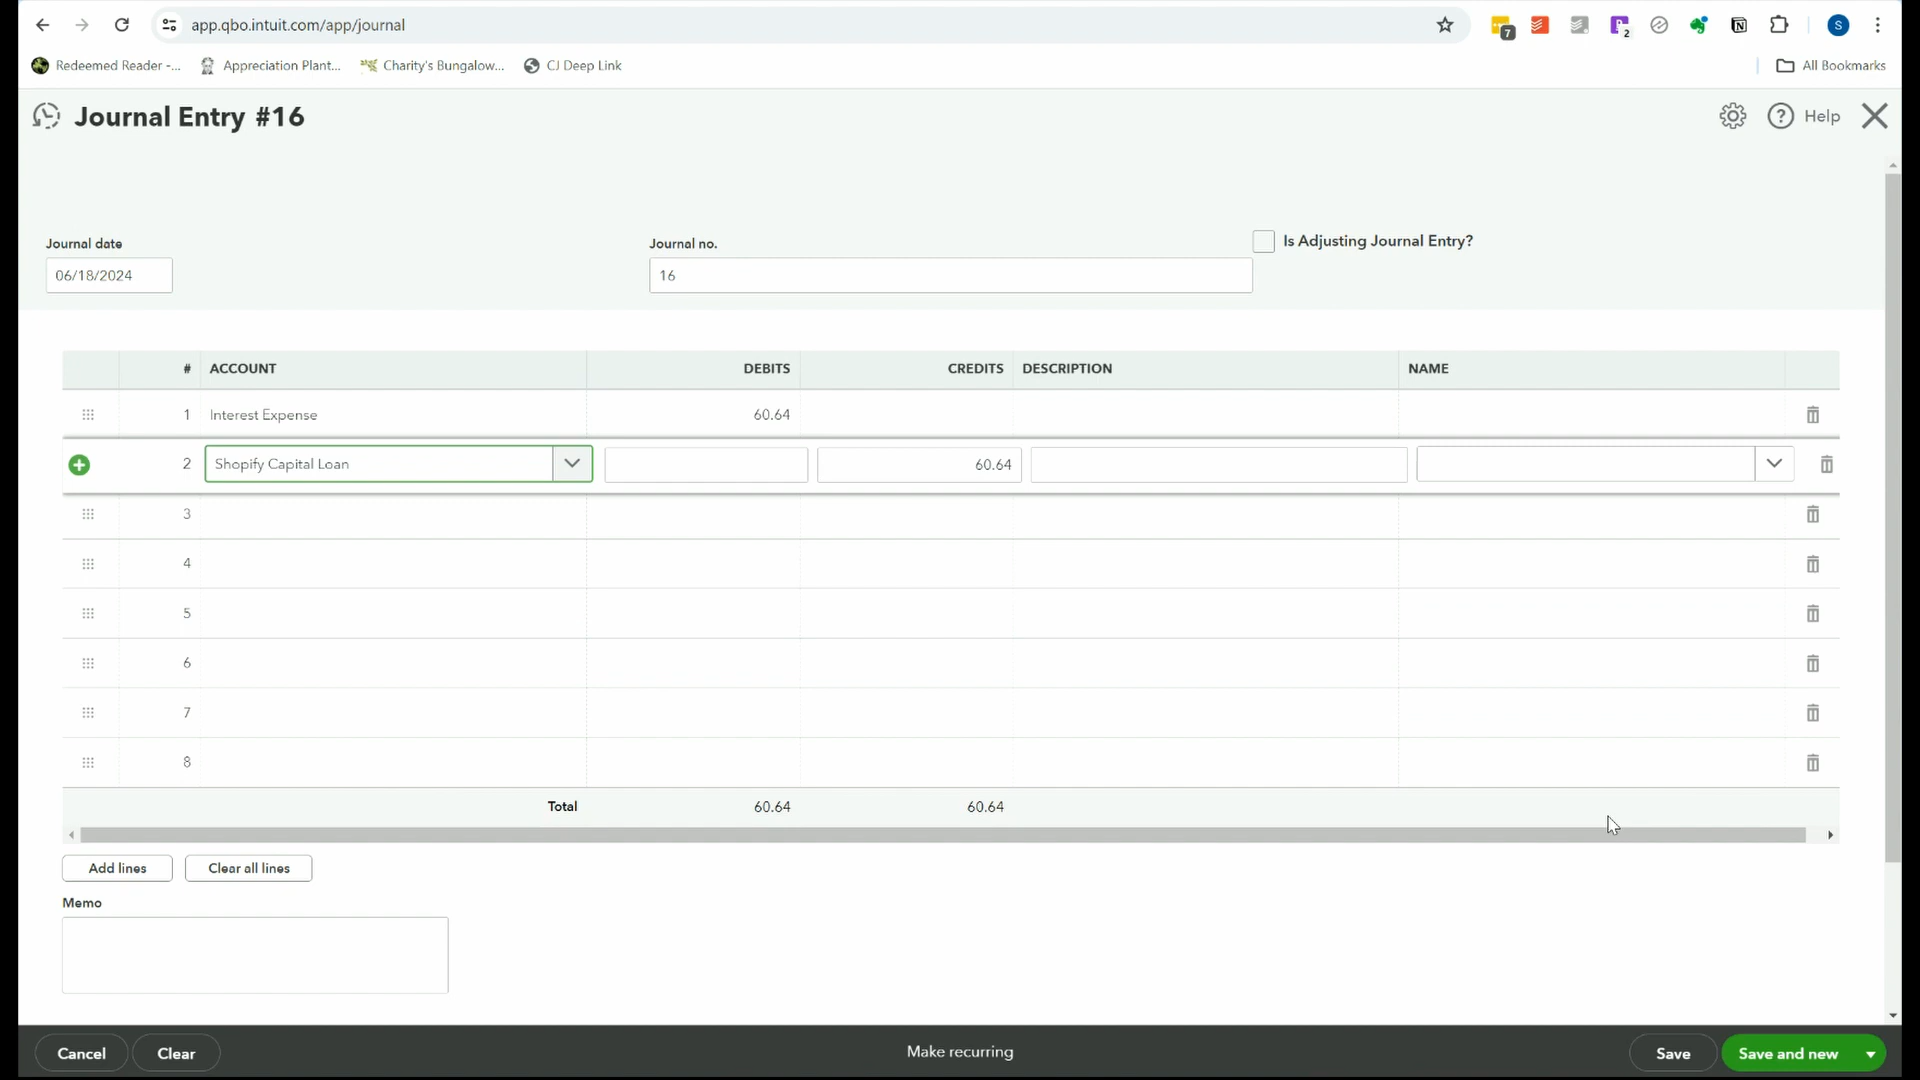 app.qbo.intuit.com/app/journal
7
2
S
Redeemed Reader -...
Appreciation Plant...
Charity's Bungalow...
CJ Deep Link
All Bookmarks
Journal Entry #16
Help
Journal date
Journal no.
Is Adjusting Journal Entry?
06/18/2024
16
# ACCOUNT DEBITS CREDITS DESCRIPTION NAME
1 Interest Expense 60.64
2 Shopify Capital Loan 60.64
3
4
5
6
7
8
Total 60.64 60.64
Add lines Clear all lines
Memo
Cancel Clear Make recurring Save Save and new